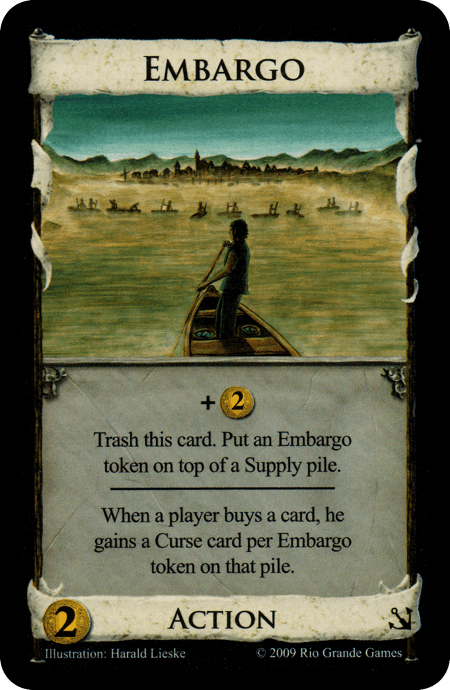 EMBARGO
+ 2
Trash this card. Put an Embargo
token on top of a Supply pile.
When a player buys a card, he
gains a Curse card per Embargo
token on that pile.
2
ACTION
Illustration: Harald Lieske
© 2009 Rio Grande Games